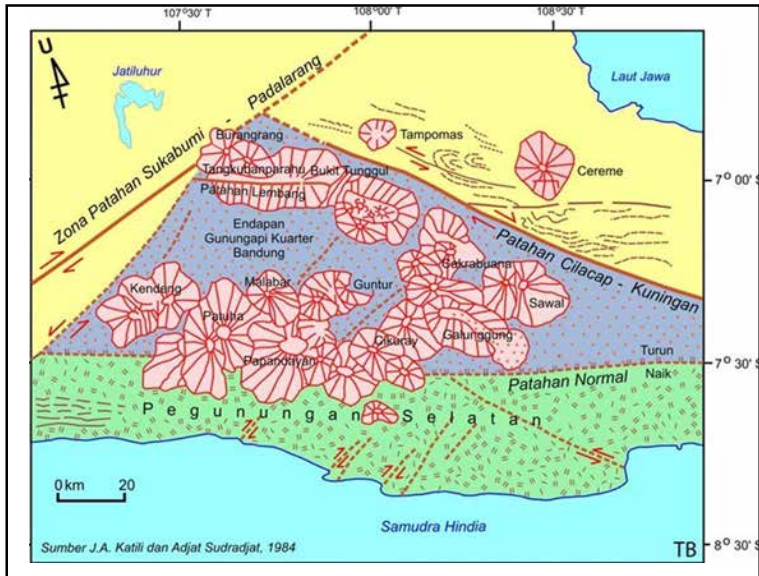 107°30' T
108°00' T
108°30' T
U
Jatiluhur
Laut Jawa
Zona Patahan Sukabumi - Padalarang
Burangrang
Tampomas
Tangkubanparahu
Bukit Tunggul
Cereme
Patahan Lembang
7° 00' S
Endapan
Gunungapi Kuarter
Bandung
Patahan Cilacap - Kuningan
Kendang
Malabar
Guntur
Cakrabuana
Sawal
Patuha
Papandayan
Cikuray
Galunggung
Turun
Naik
7° 30' S
Patahan Normal
Pegunungan Selatan
0 km 20
Samudra Hindia
Sumber J.A. Katili dan Adjat Sudradjat, 1984
TB
8° 30' S